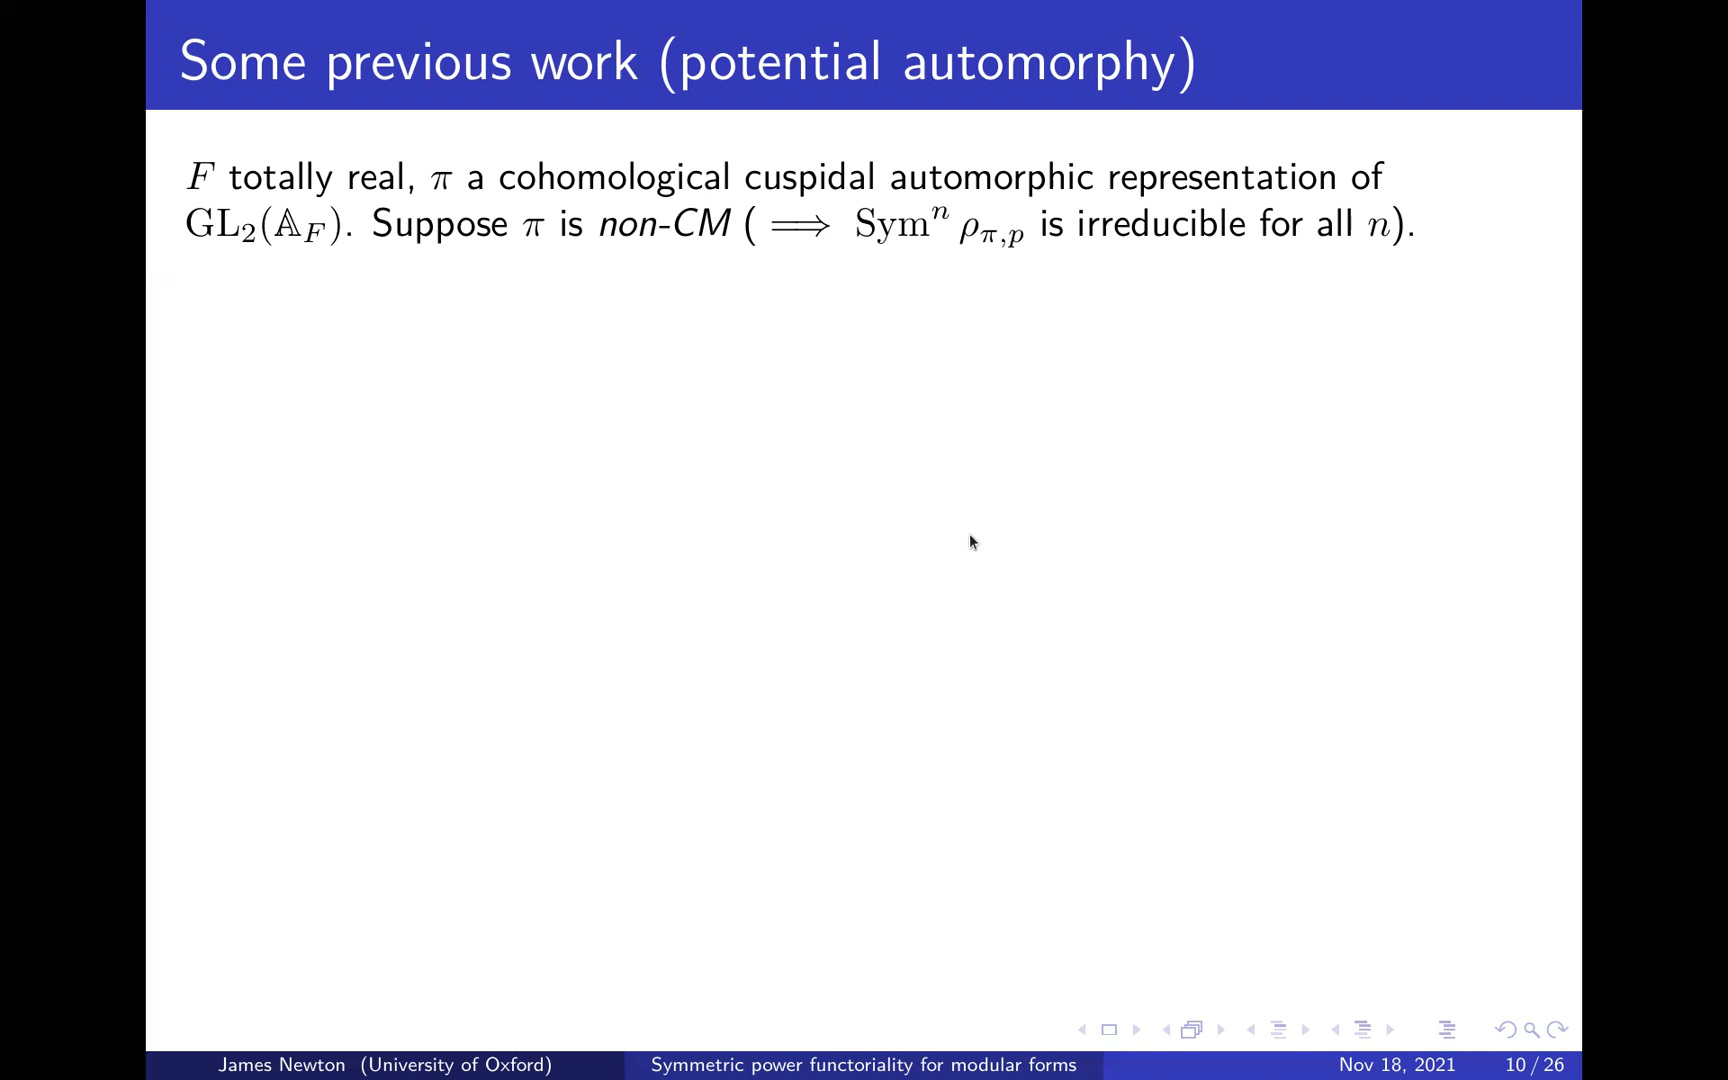 Some previous work (potential automorphy)
F totally real, π a cohomological cuspidal automorphic representation of
GL₂(𝔸_F). Suppose π is non-CM ( ⟹ Symⁿ ρ_{π,p} is irreducible for all n).
James Newton (University of Oxford) Symmetric power functoriality for modular forms Nov 18, 2021 10 / 26